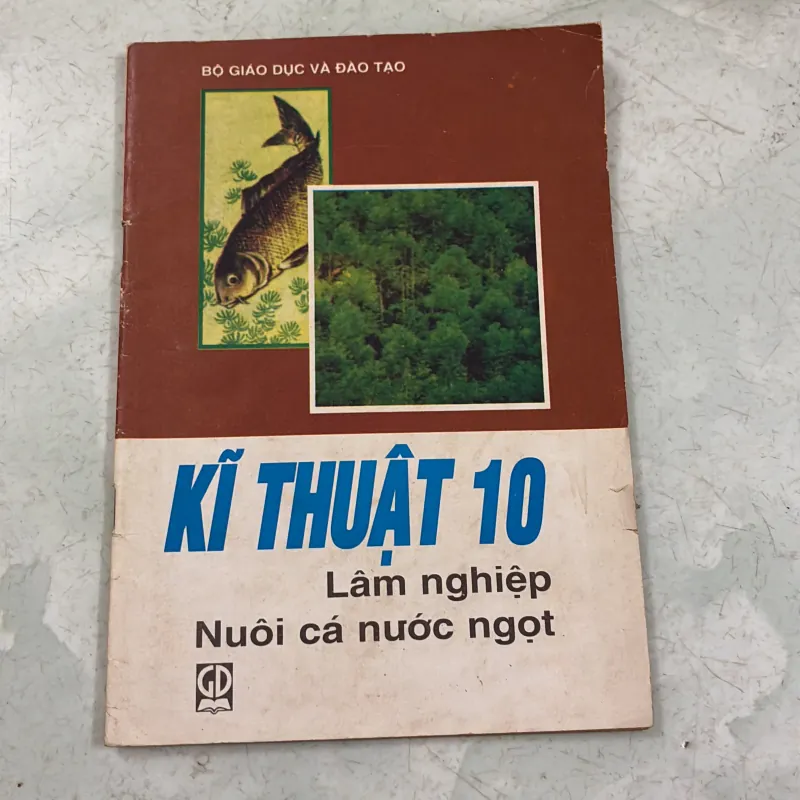 BỘ GIÁO DỤC VÀ ĐÀO TẠO
KĨ THUẬT 10
Lâm nghiệp
Nuôi cá nước ngọt
GD